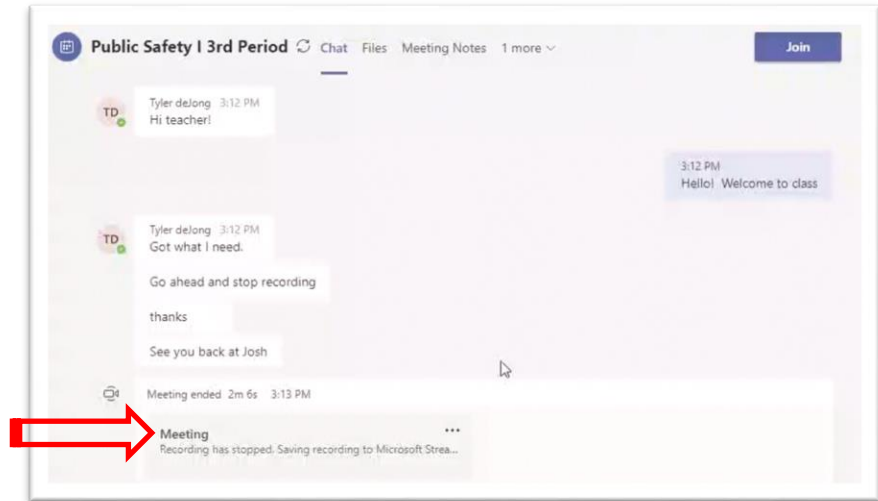 Public Safety I 3rd Period Chat Files Meeting Notes 1 more Join
TD
Tyler deJong 3:12 PM
Hi teacher!
3:12 PM
Hello! Welcome to class
TD
Tyler deJong 3:12 PM
Got what I need.
Go ahead and stop recording
thanks
See you back at Josh
Meeting ended 2m 6s 3:13 PM
Meeting ...
Recording has stopped. Saving recording to Microsoft Strea...